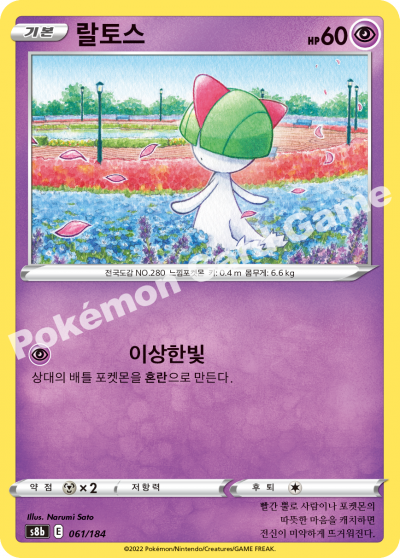 기본 랄토스 HP60
전국도감 NO.280 느낌포켓몬 키: 0.4 m 몸무게: 6.6 kg
이상한빛
상대의 배틀 포켓몬을 혼란으로 만든다.
약점 ×2 저항력 후퇴
Illus. Narumi Sato
s8b E 061/184
빨간 뿔로 사람이나 포켓몬의
따뜻한 마음을 캐치하면
전신이 미약하게 뜨거워진다.
©2022 Pokémon/Nintendo/Creatures/GAME FREAK.
Pokémon Card Game